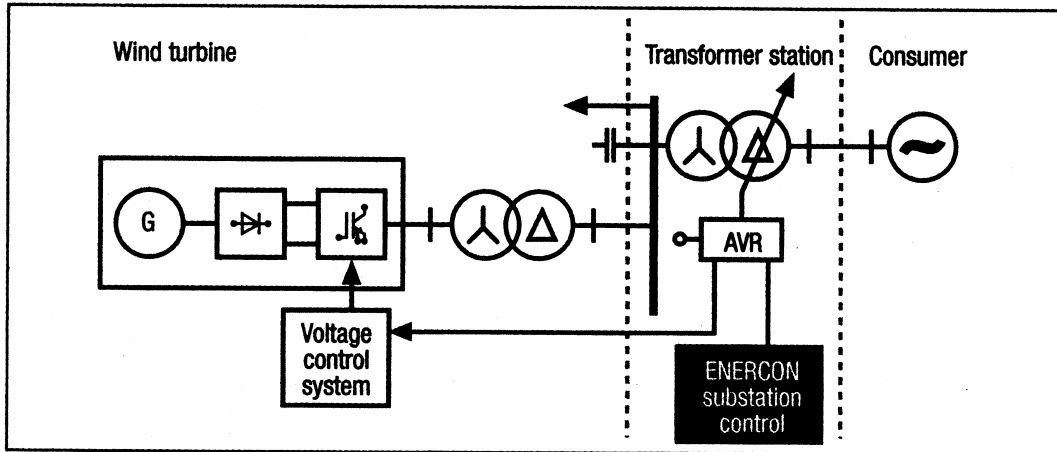 Wind turbine
Transformer station
Consumer
G
AVR
Voltage
control
system
ENERCON
substation
control